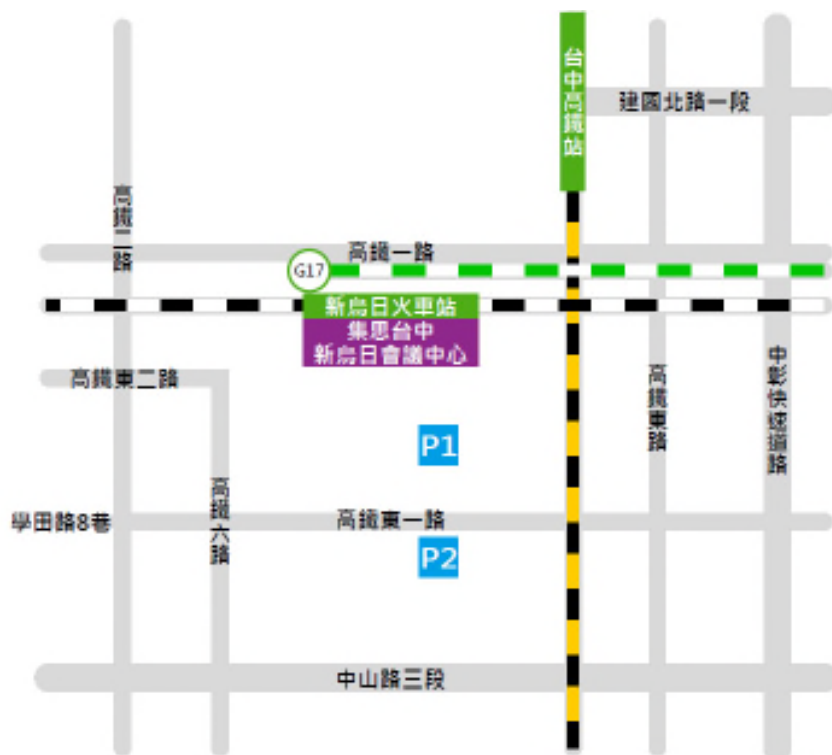 台中高鐵站
建國北路一段
高鐵二路
高鐵一路
G17
新烏日火車站
集思台中
新烏日會議中心
高鐵東二路
高鐵東路
中彰快速道路
P1
高鐵六路
學田路8巷
高鐵東一路
P2
中山路三段